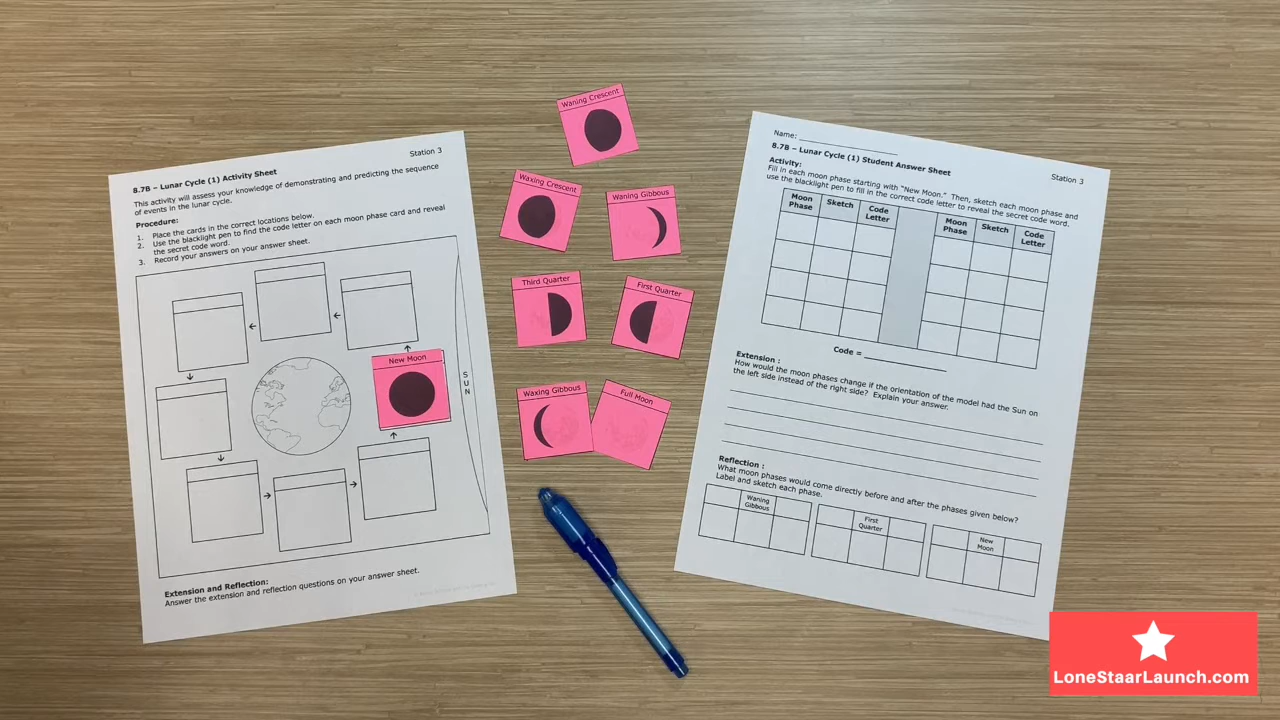 Station 3
8.7B – Lunar Cycle (1) Activity Sheet
This activity will assess your knowledge of demonstrating and predicting the sequence
of events in the lunar cycle.
Procedure:
1. Place the cards in the correct locations below.
2. Use the blacklight pen to find the code letter on each moon phase card and reveal
the secret code word.
3. Record your answers on your answer sheet.
New Moon
SUN
Extension and Reflection:
Answer the extension and reflection questions on your answer sheet.
Waning Crescent
Waxing Crescent
Waning Gibbous
Third Quarter
First Quarter
Waxing Gibbous
Full Moon
Name:
8.7B – Lunar Cycle (1) Student Answer Sheet
Station 3
Activity:
Fill in each moon phase starting with "New Moon." Then, sketch each moon phase and
use the blacklight pen to fill in the correct code letter to reveal the secret code word.
Moon
Phase
Sketch
Code
Letter
Moon
Phase
Sketch
Code
Letter
Code =
Extension :
How would the moon phases change if the orientation of the model had the Sun on
the left side instead of the right side? Explain your answer.
Reflection :
What moon phases would come directly before and after the phases given below?
Label and sketch each phase.
Waning
Gibbous
First
Quarter
New
Moon
LoneStaarLaunch.com